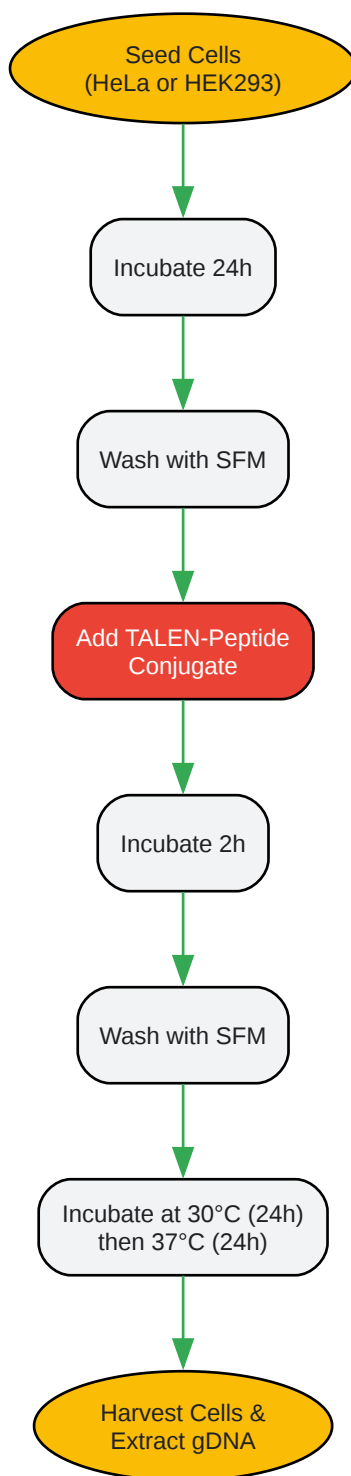 Seed Cells
(HeLa or HEK293)
Incubate 24h
Wash with SFM
Add TALEN-Peptide
Conjugate
Incubate 2h
Wash with SFM
Incubate at 30°C (24h)
then 37°C (24h)
Harvest Cells &
Extract gDNA